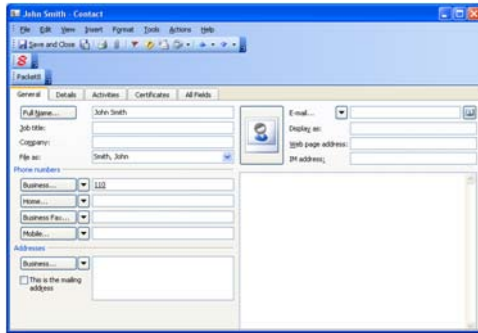 John Smith - Contact
File Edit View Insert Format Tools Actions Help
Save and Close
8
Packet8
General Details Activities Certificates All Fields
Full Name... John Smith
Job title:
Company:
File as: Smith, John
E-mail...
Display as:
Web page address:
IM address:
Phone numbers
Business... 110
Home...
Business Fax...
Mobile...
Addresses
Business...
This is the mailing
address